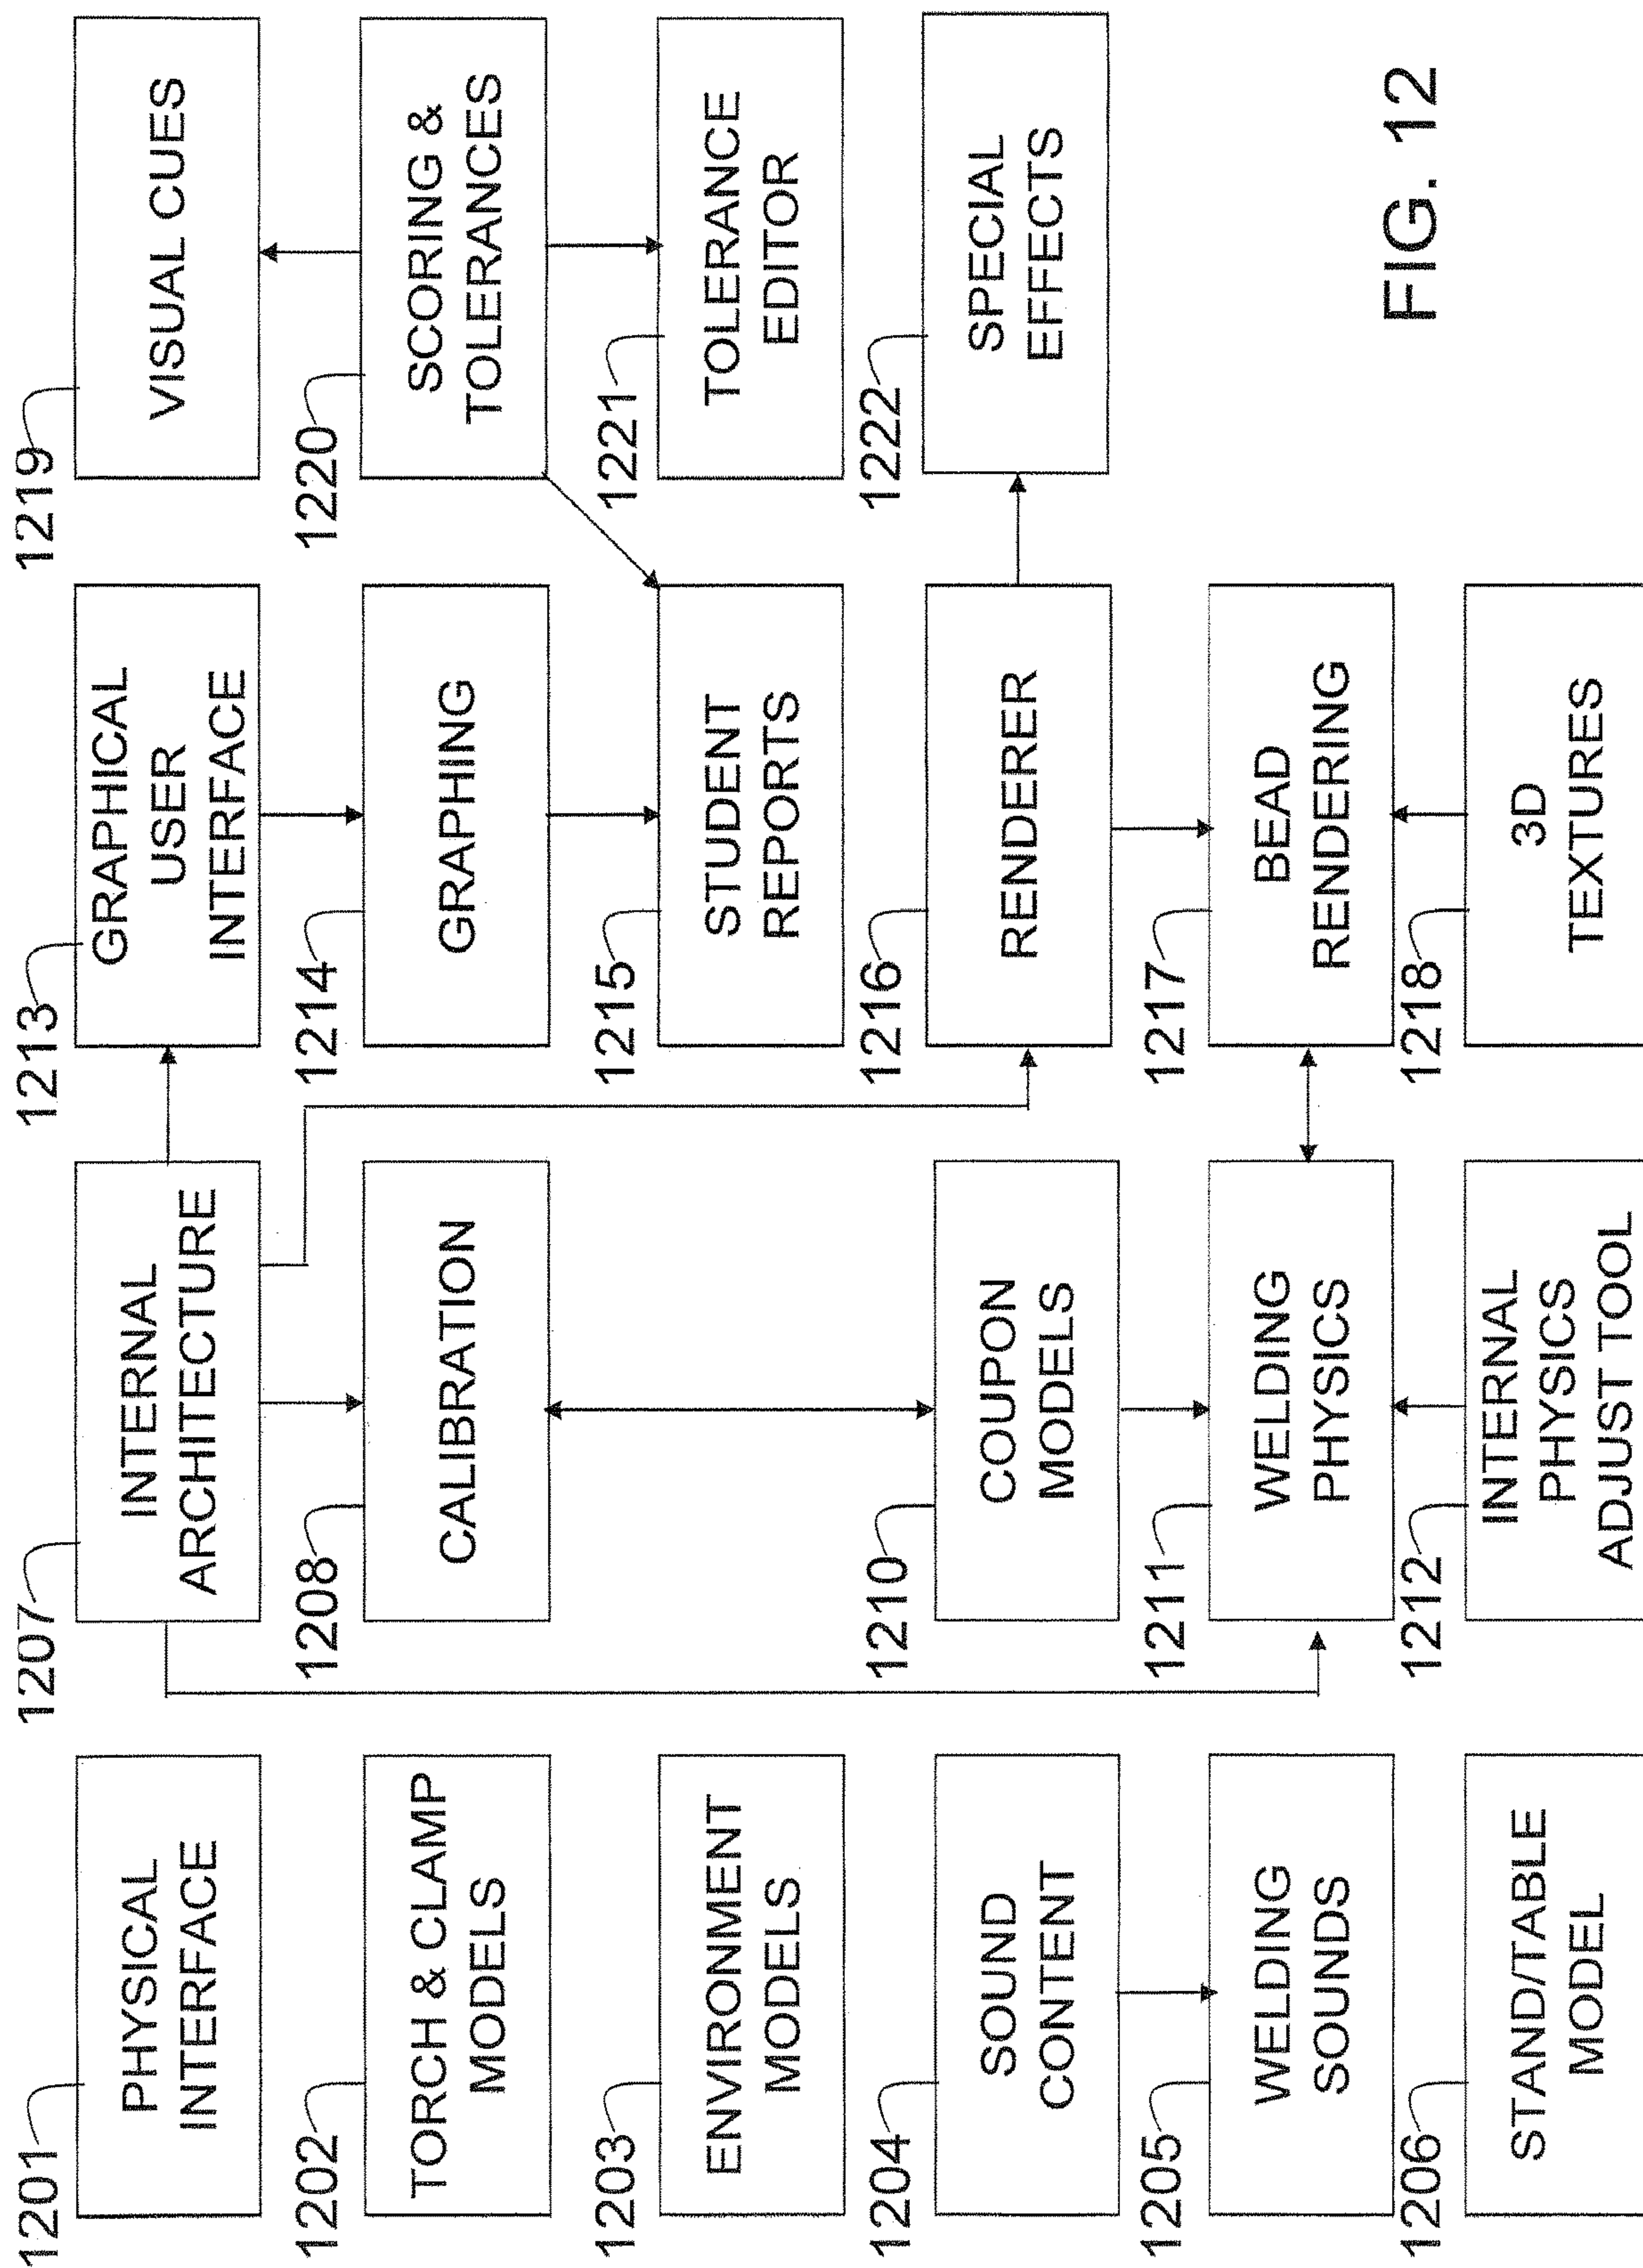 1201
PHYSICAL
INTERFACE
1202
TORCH & CLAMP
MODELS
1203
ENVIRONMENT
MODELS
1204
SOUND
CONTENT
1205
WELDING
SOUNDS
1206
STAND/TABLE
MODEL
1207
INTERNAL
ARCHITECTURE
1208
CALIBRATION
1210
COUPON
MODELS
1211
WELDING
PHYSICS
1212
INTERNAL
PHYSICS
ADJUST TOOL
1213
GRAPHICAL
USER
INTERFACE
1214
GRAPHING
1215
STUDENT
REPORTS
1216
RENDERER
1217
BEAD
RENDERING
1218
3D
TEXTURES
1219
VISUAL CUES
1220
SCORING &
TOLERANCES
1221
TOLERANCE
EDITOR
1222
SPECIAL
EFFECTS
FIG. 12